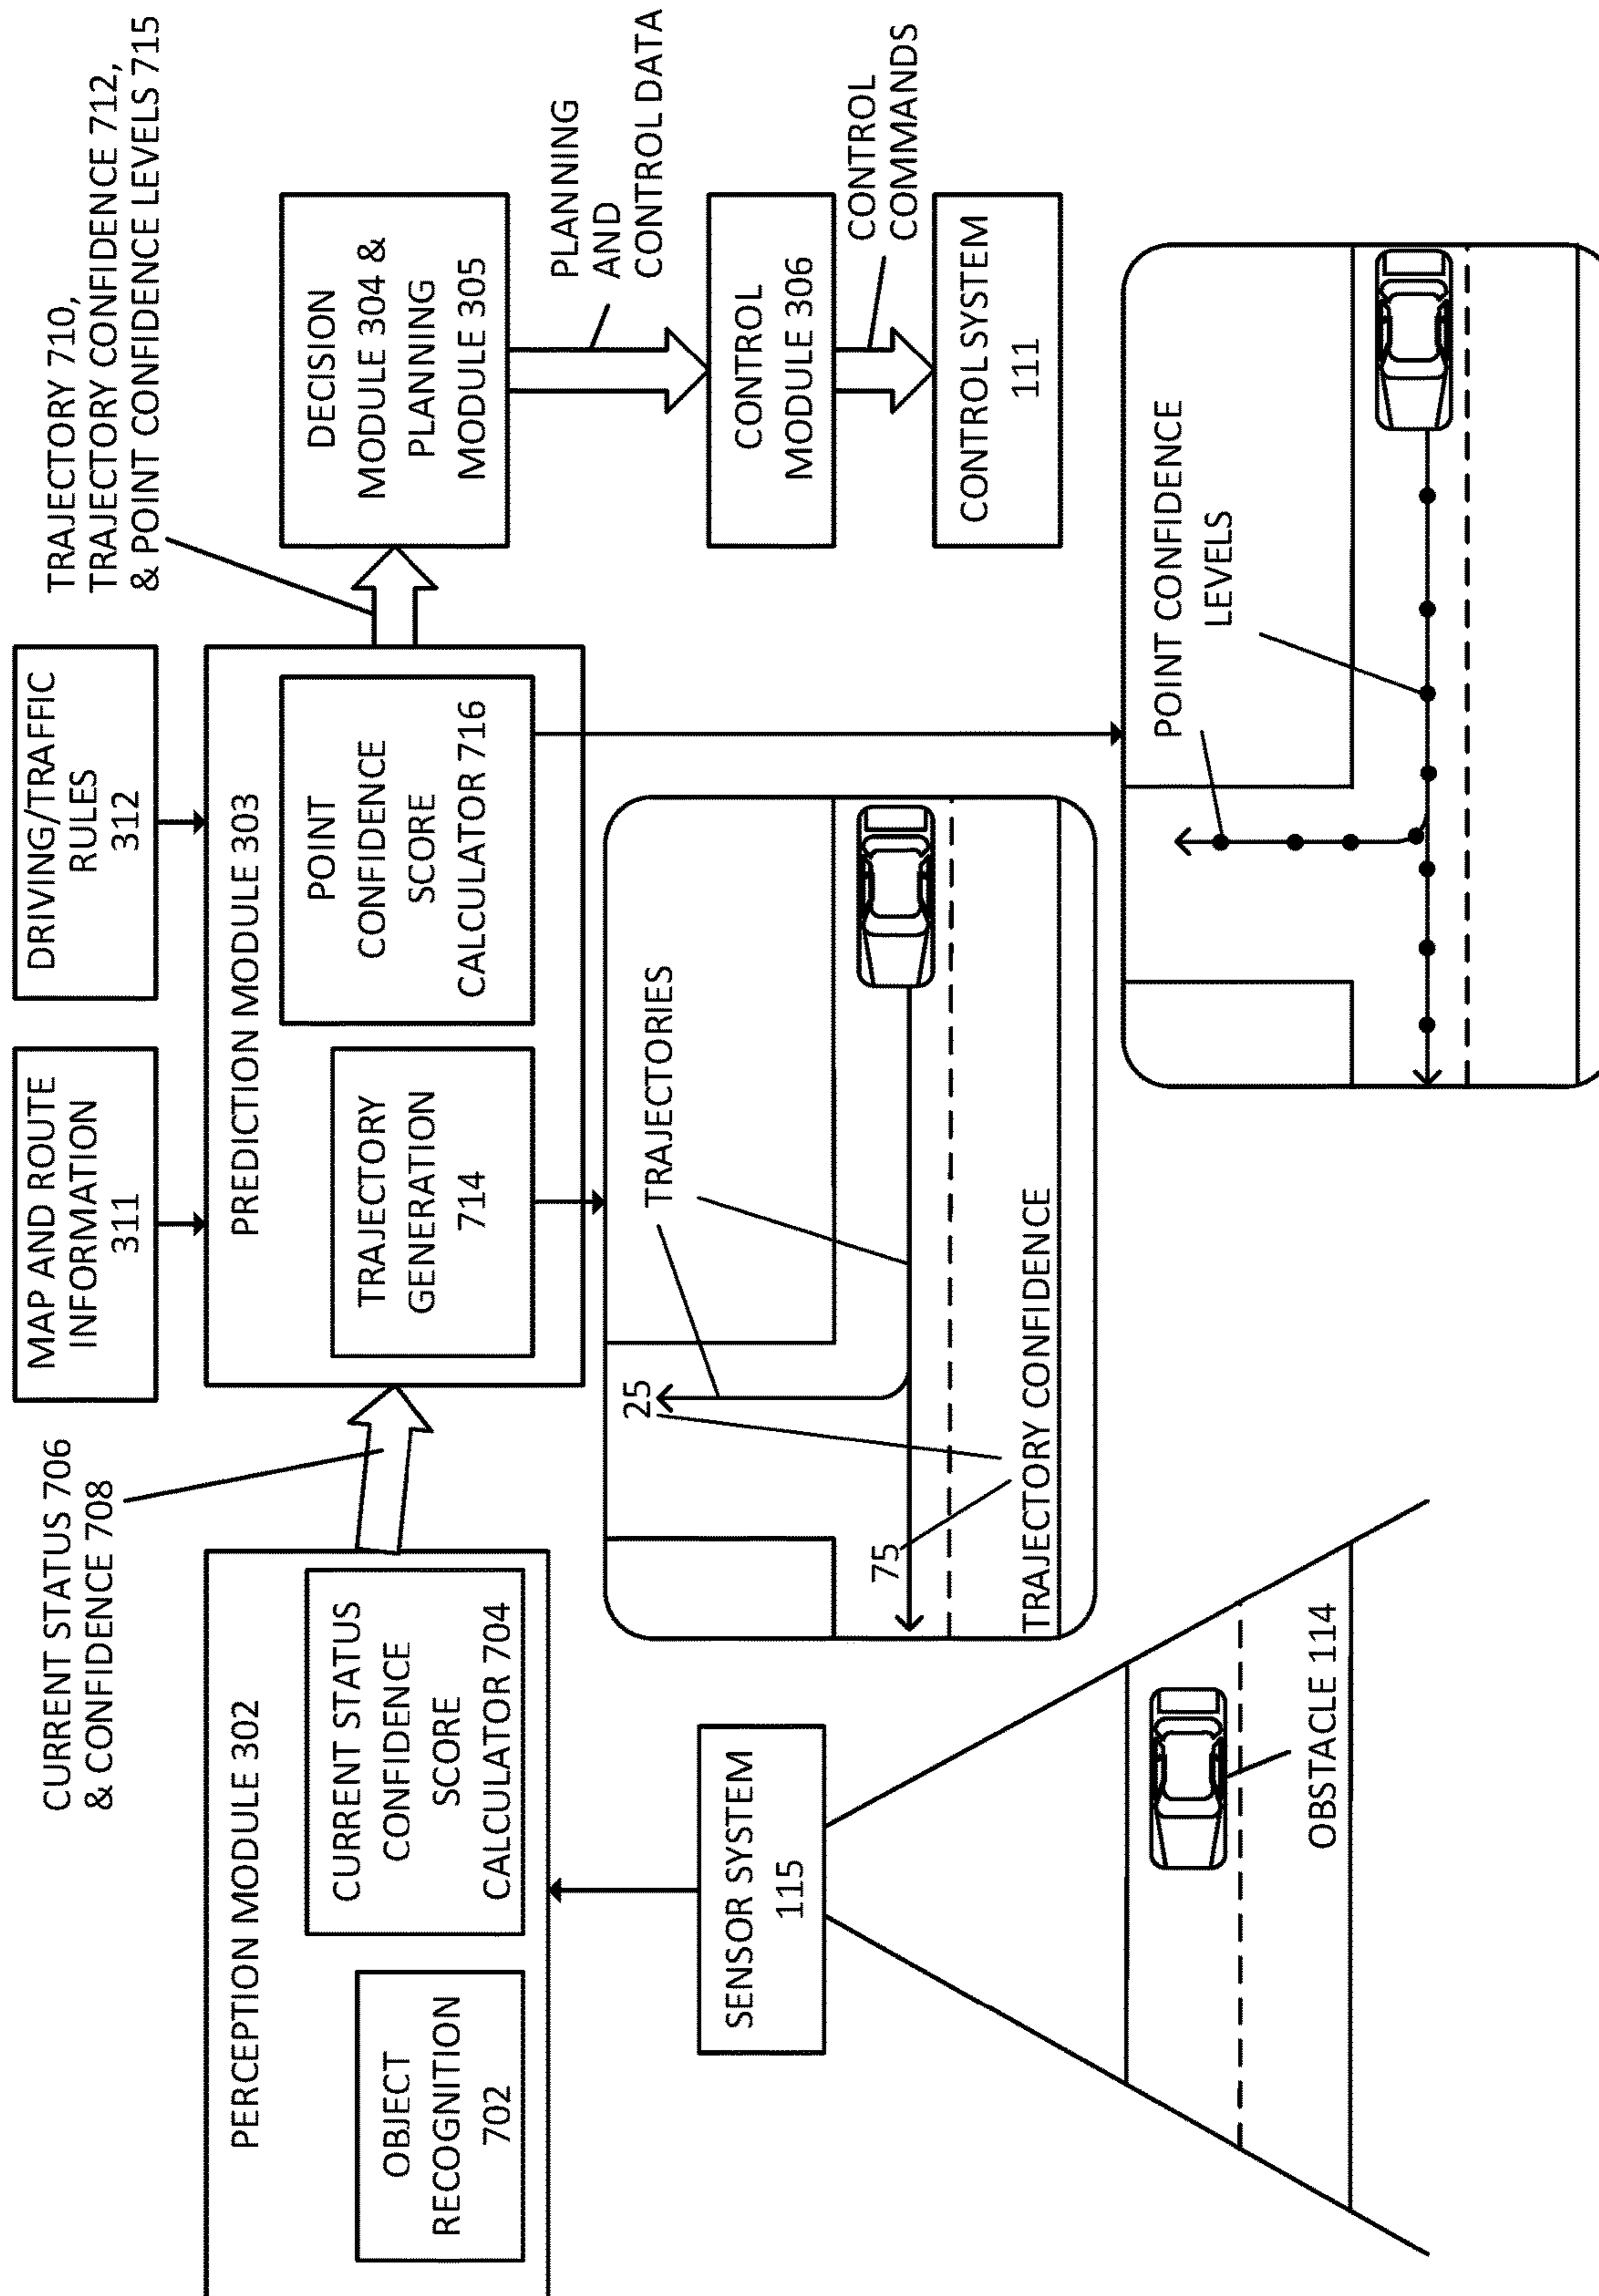 CURRENT STATUS 706
& CONFIDENCE 708
MAP AND ROUTE
INFORMATION
311
DRIVING/TRAFFIC
RULES
312
TRAJECTORY 710,
TRAJECTORY CONFIDENCE 712,
& POINT CONFIDENCE LEVELS 715
PERCEPTION MODULE 302
OBJECT
RECOGNITION
702
CURRENT STATUS
CONFIDENCE
SCORE
CALCULATOR 704
PREDICTION MODULE 303
TRAJECTORY
GENERATION
714
POINT
CONFIDENCE
SCORE
CALCULATOR 716
DECISION
MODULE 304 &
PLANNING
MODULE 305
PLANNING
AND
CONTROL DATA
CONTROL
MODULE 306
CONTROL
COMMANDS
CONTROL SYSTEM
111
SENSOR SYSTEM
115
OBSTACLE 114
25
TRAJECTORIES
75
TRAJECTORY CONFIDENCE
POINT CONFIDENCE
LEVELS